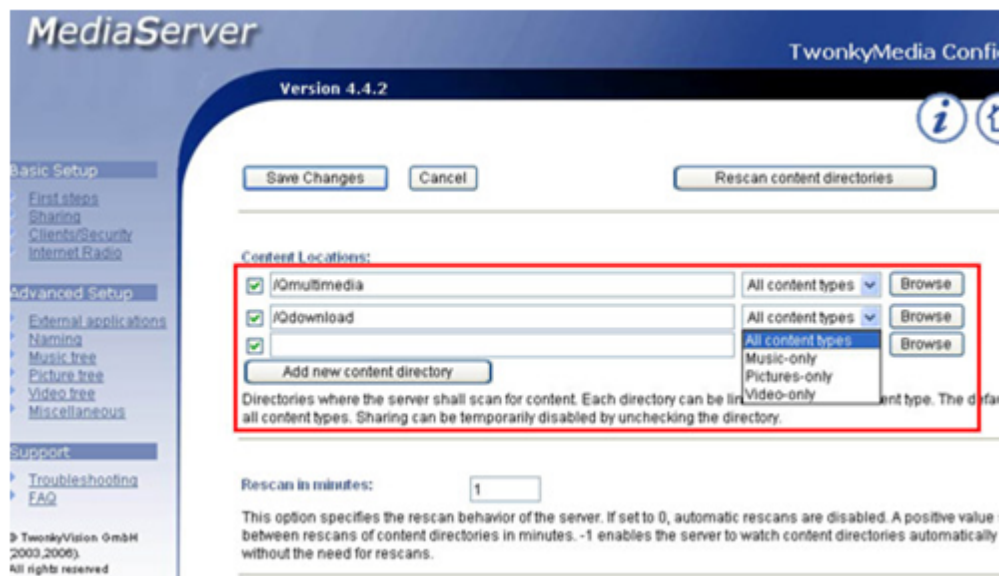 MediaServer
TwonkyMedia Confi
Version 4.4.2
Basic Setup
First steps
Sharing
Clients/Security
Internet Radio
Advanced Setup
External applications
Naming
Music tree
Picture tree
Video tree
Miscellaneous
Support
Troubleshooting
FAQ
© TwonkyVision GmbH
(2003,2006).
All rights reserved
Save Changes
Cancel
Rescan content directories
Content Locations:
/Qmultimedia
All content types
Browse
/Qdownload
All content types
Browse
All content types
Music-only
Pictures-only
Video-only
Browse
Add new content directory
Directories where the server shall scan for content. Each directory can be lin ent type. The defa
all content types. Sharing can be temporarily disabled by unchecking the directory.
Rescan in minutes:
1
This option specifies the rescan behavior of the server. If set to 0, automatic rescans are disabled. A positive value
between rescans of content directories in minutes. -1 enables the server to watch content directories automatically
without the need for rescans.